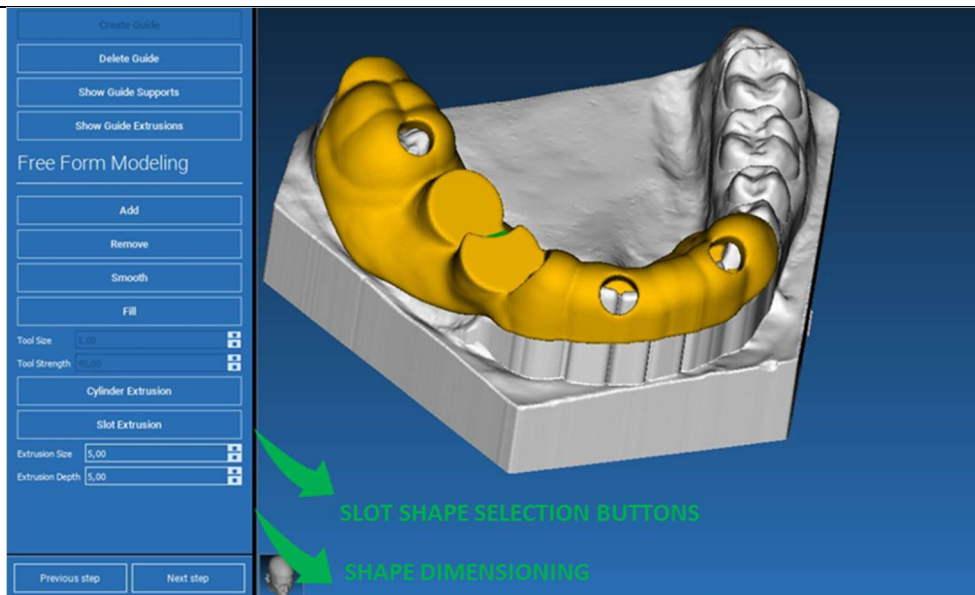 Create Guide
Delete Guide
Show Guide Supports
Show Guide Extrusions
Free Form Modeling
Add
Remove
Smooth
Fill
Tool Size
Tool Strength
Cylinder Extrusion
Slot Extrusion
Extrusion Size 5,00
Extrusion Depth 5,00
SLOT SHAPE SELECTION BUTTONS
SHAPE DIMENSIONING
Previous step Next step